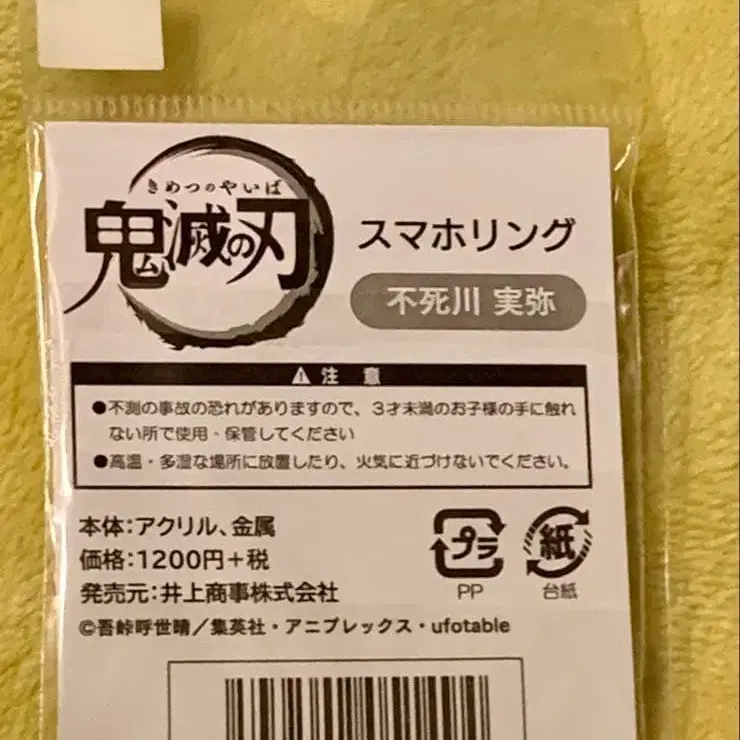 きめつのやいば
鬼滅の刃
スマホリング
不死川 実弥
注 意
●不測の事故の恐れがありますので、3才未満のお子様の手に触れ
ない所で使用・保管してください
●高温・多湿な場所に放置したり、火気に近づけないでください。
本体:アクリル、金属
価格:1200円+税
発売元:井上商事株式会社
©吾峠呼世晴/集英社・アニプレックス・ufotable
プラ
PP
紙
台紙